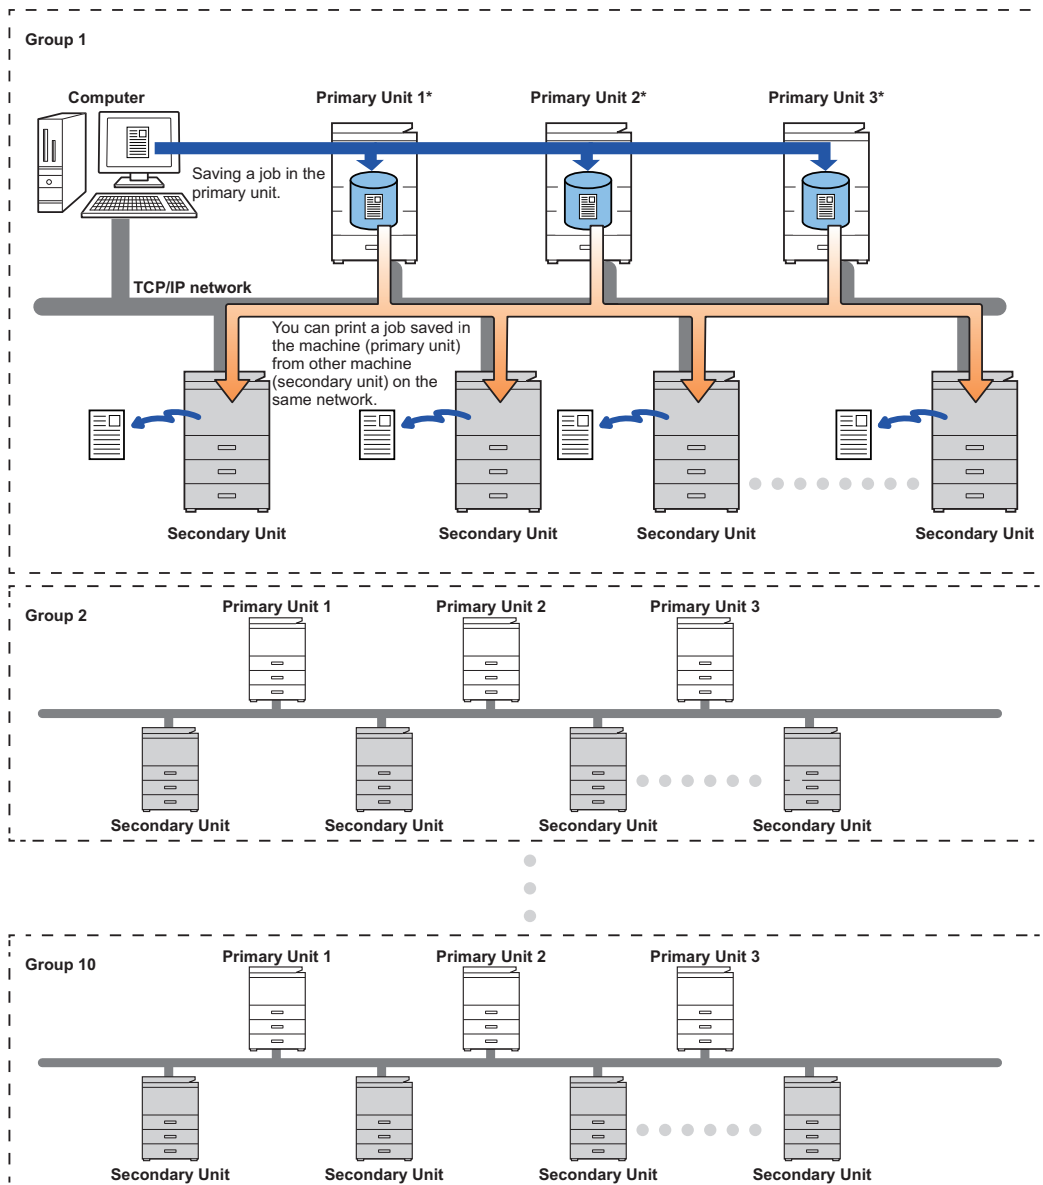 Group 1
Computer
Primary Unit 1*
Primary Unit 2*
Primary Unit 3*
Saving a job in the
primary unit.
TCP/IP network
You can print a job saved in
the machine (primary unit)
from other machine
(secondary unit) on the
same network.
Secondary Unit
Secondary Unit
Secondary Unit
Secondary Unit
Group 2
Primary Unit 1
Primary Unit 2
Primary Unit 3
Secondary Unit
Secondary Unit
Secondary Unit
Secondary Unit
Group 10
Primary Unit 1
Primary Unit 2
Primary Unit 3
Secondary Unit
Secondary Unit
Secondary Unit
Secondary Unit